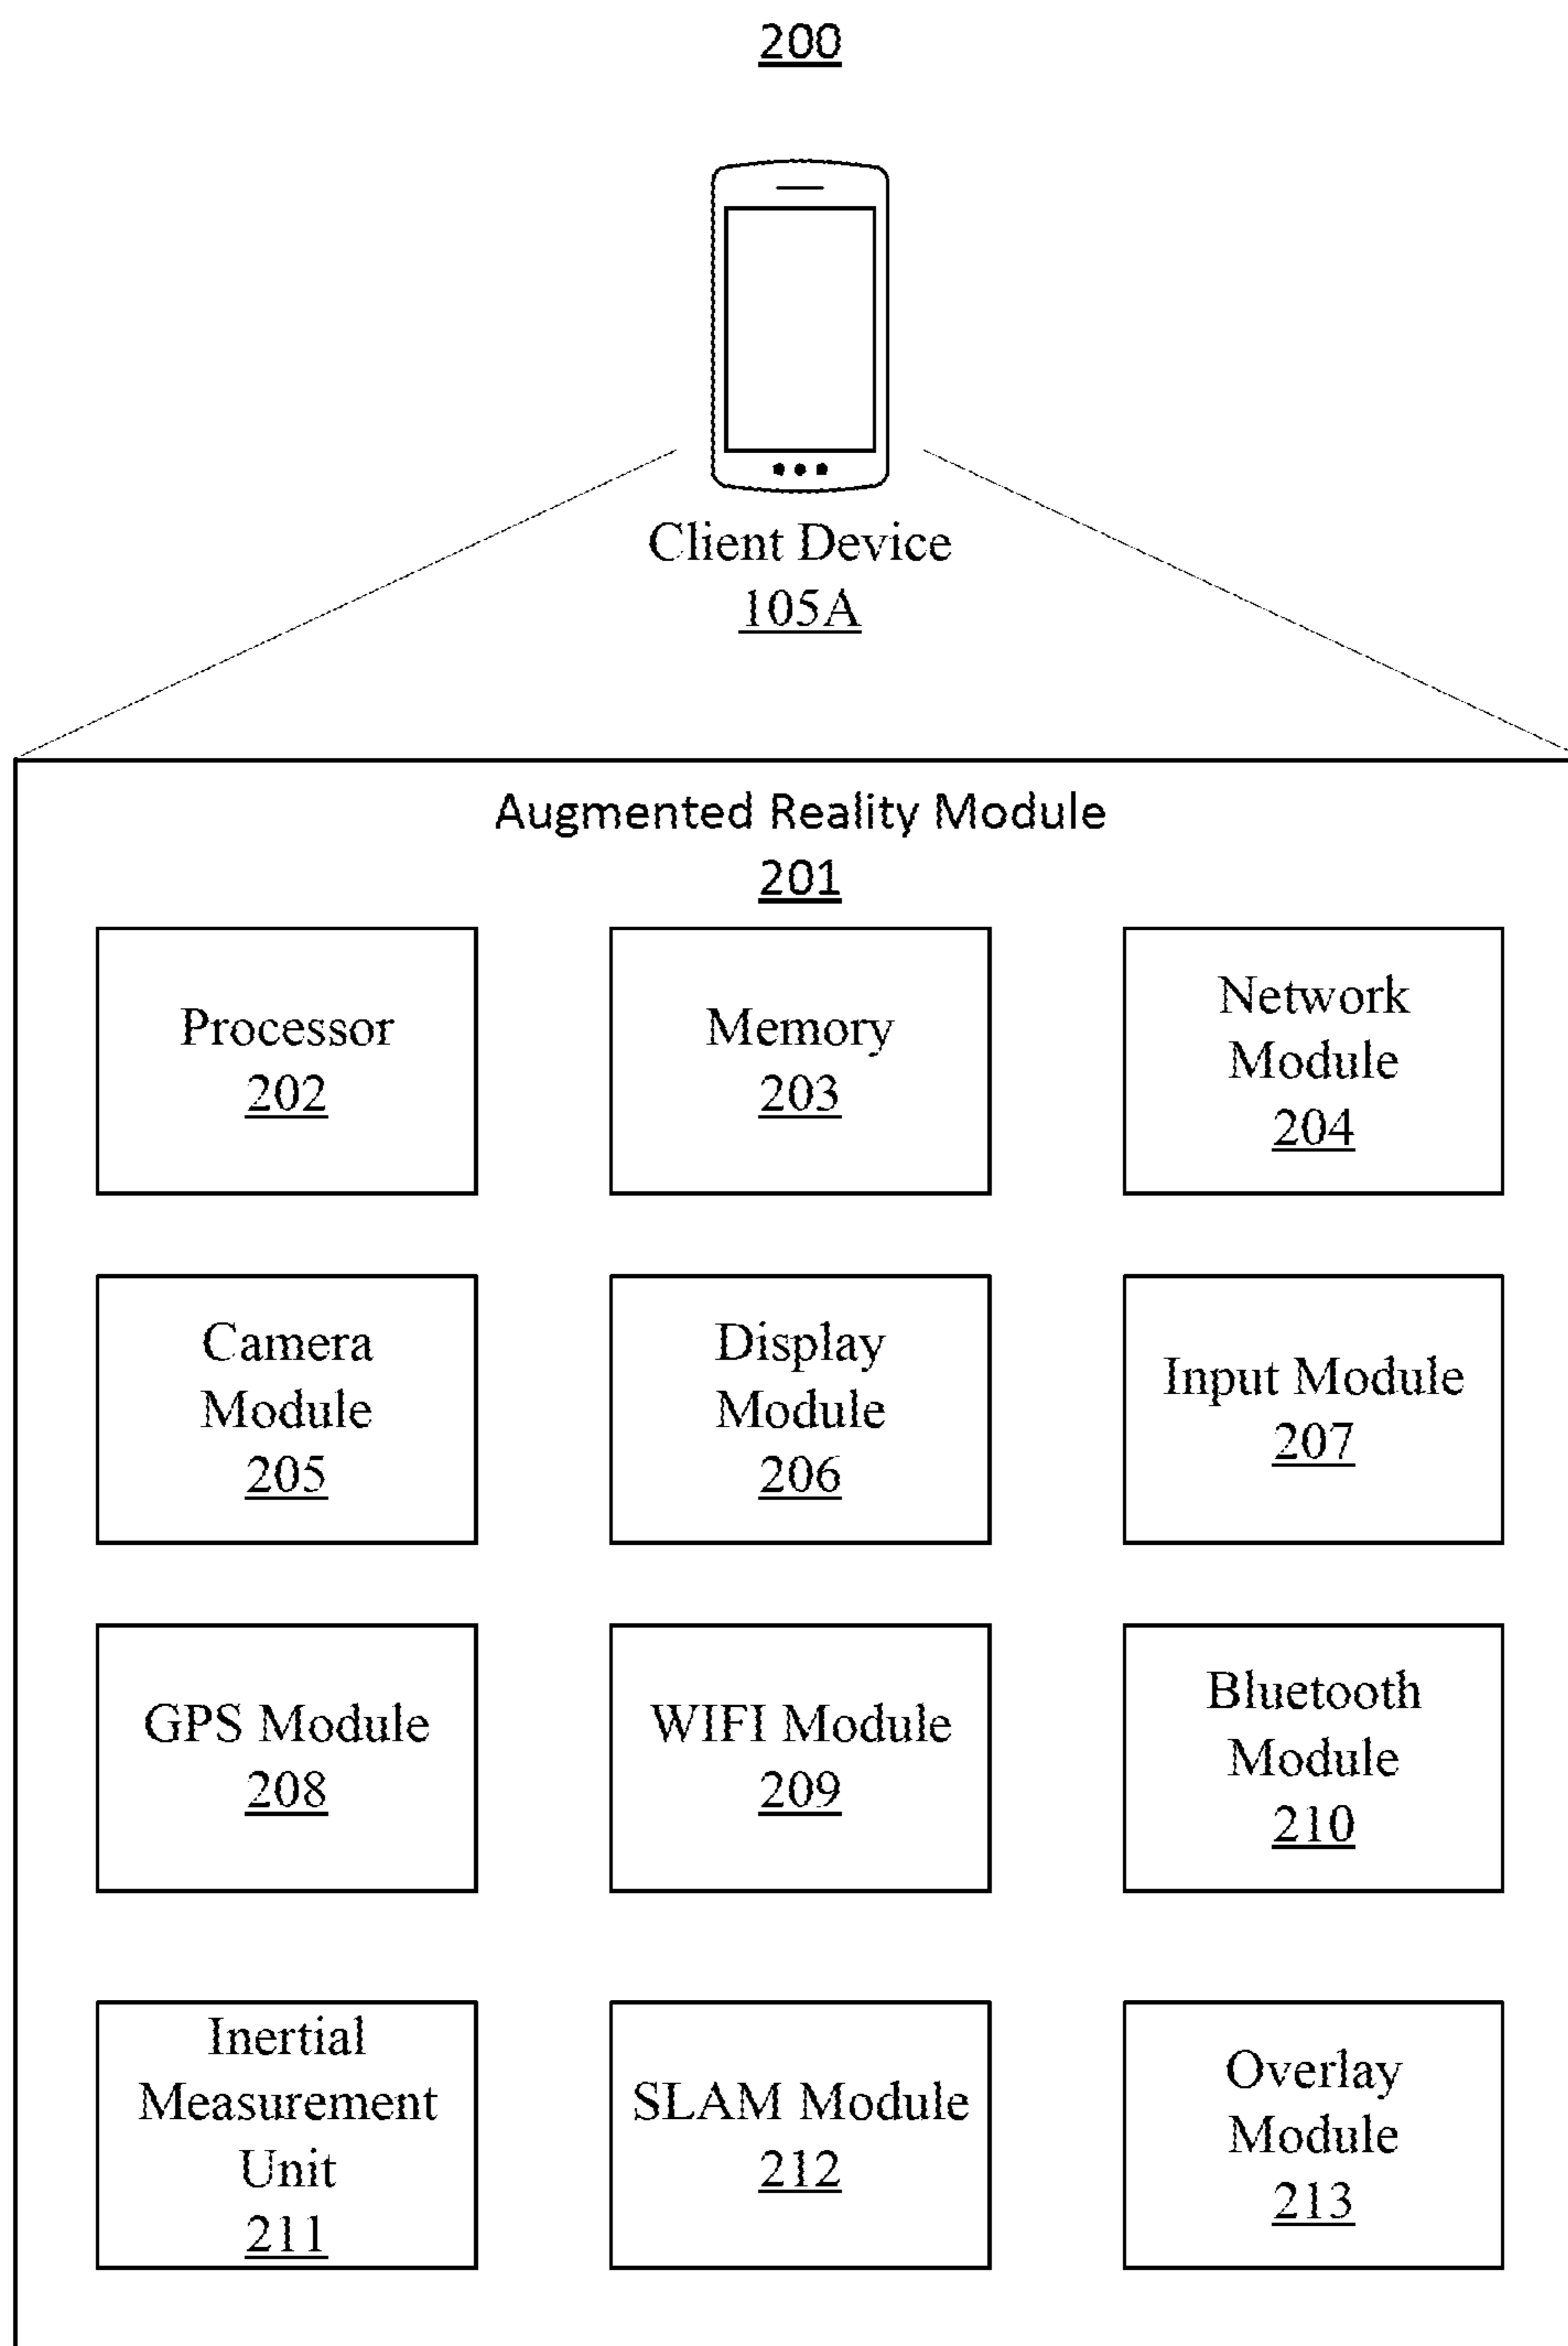 200
Client Device
105A
Augmented Reality Module
201
Processor
202
Memory
203
Network
Module
204
Camera
Module
205
Display
Module
206
Input Module
207
GPS Module
208
WIFI Module
209
Bluetooth
Module
210
Inertial
Measurement
Unit
211
SLAM Module
212
Overlay
Module
213